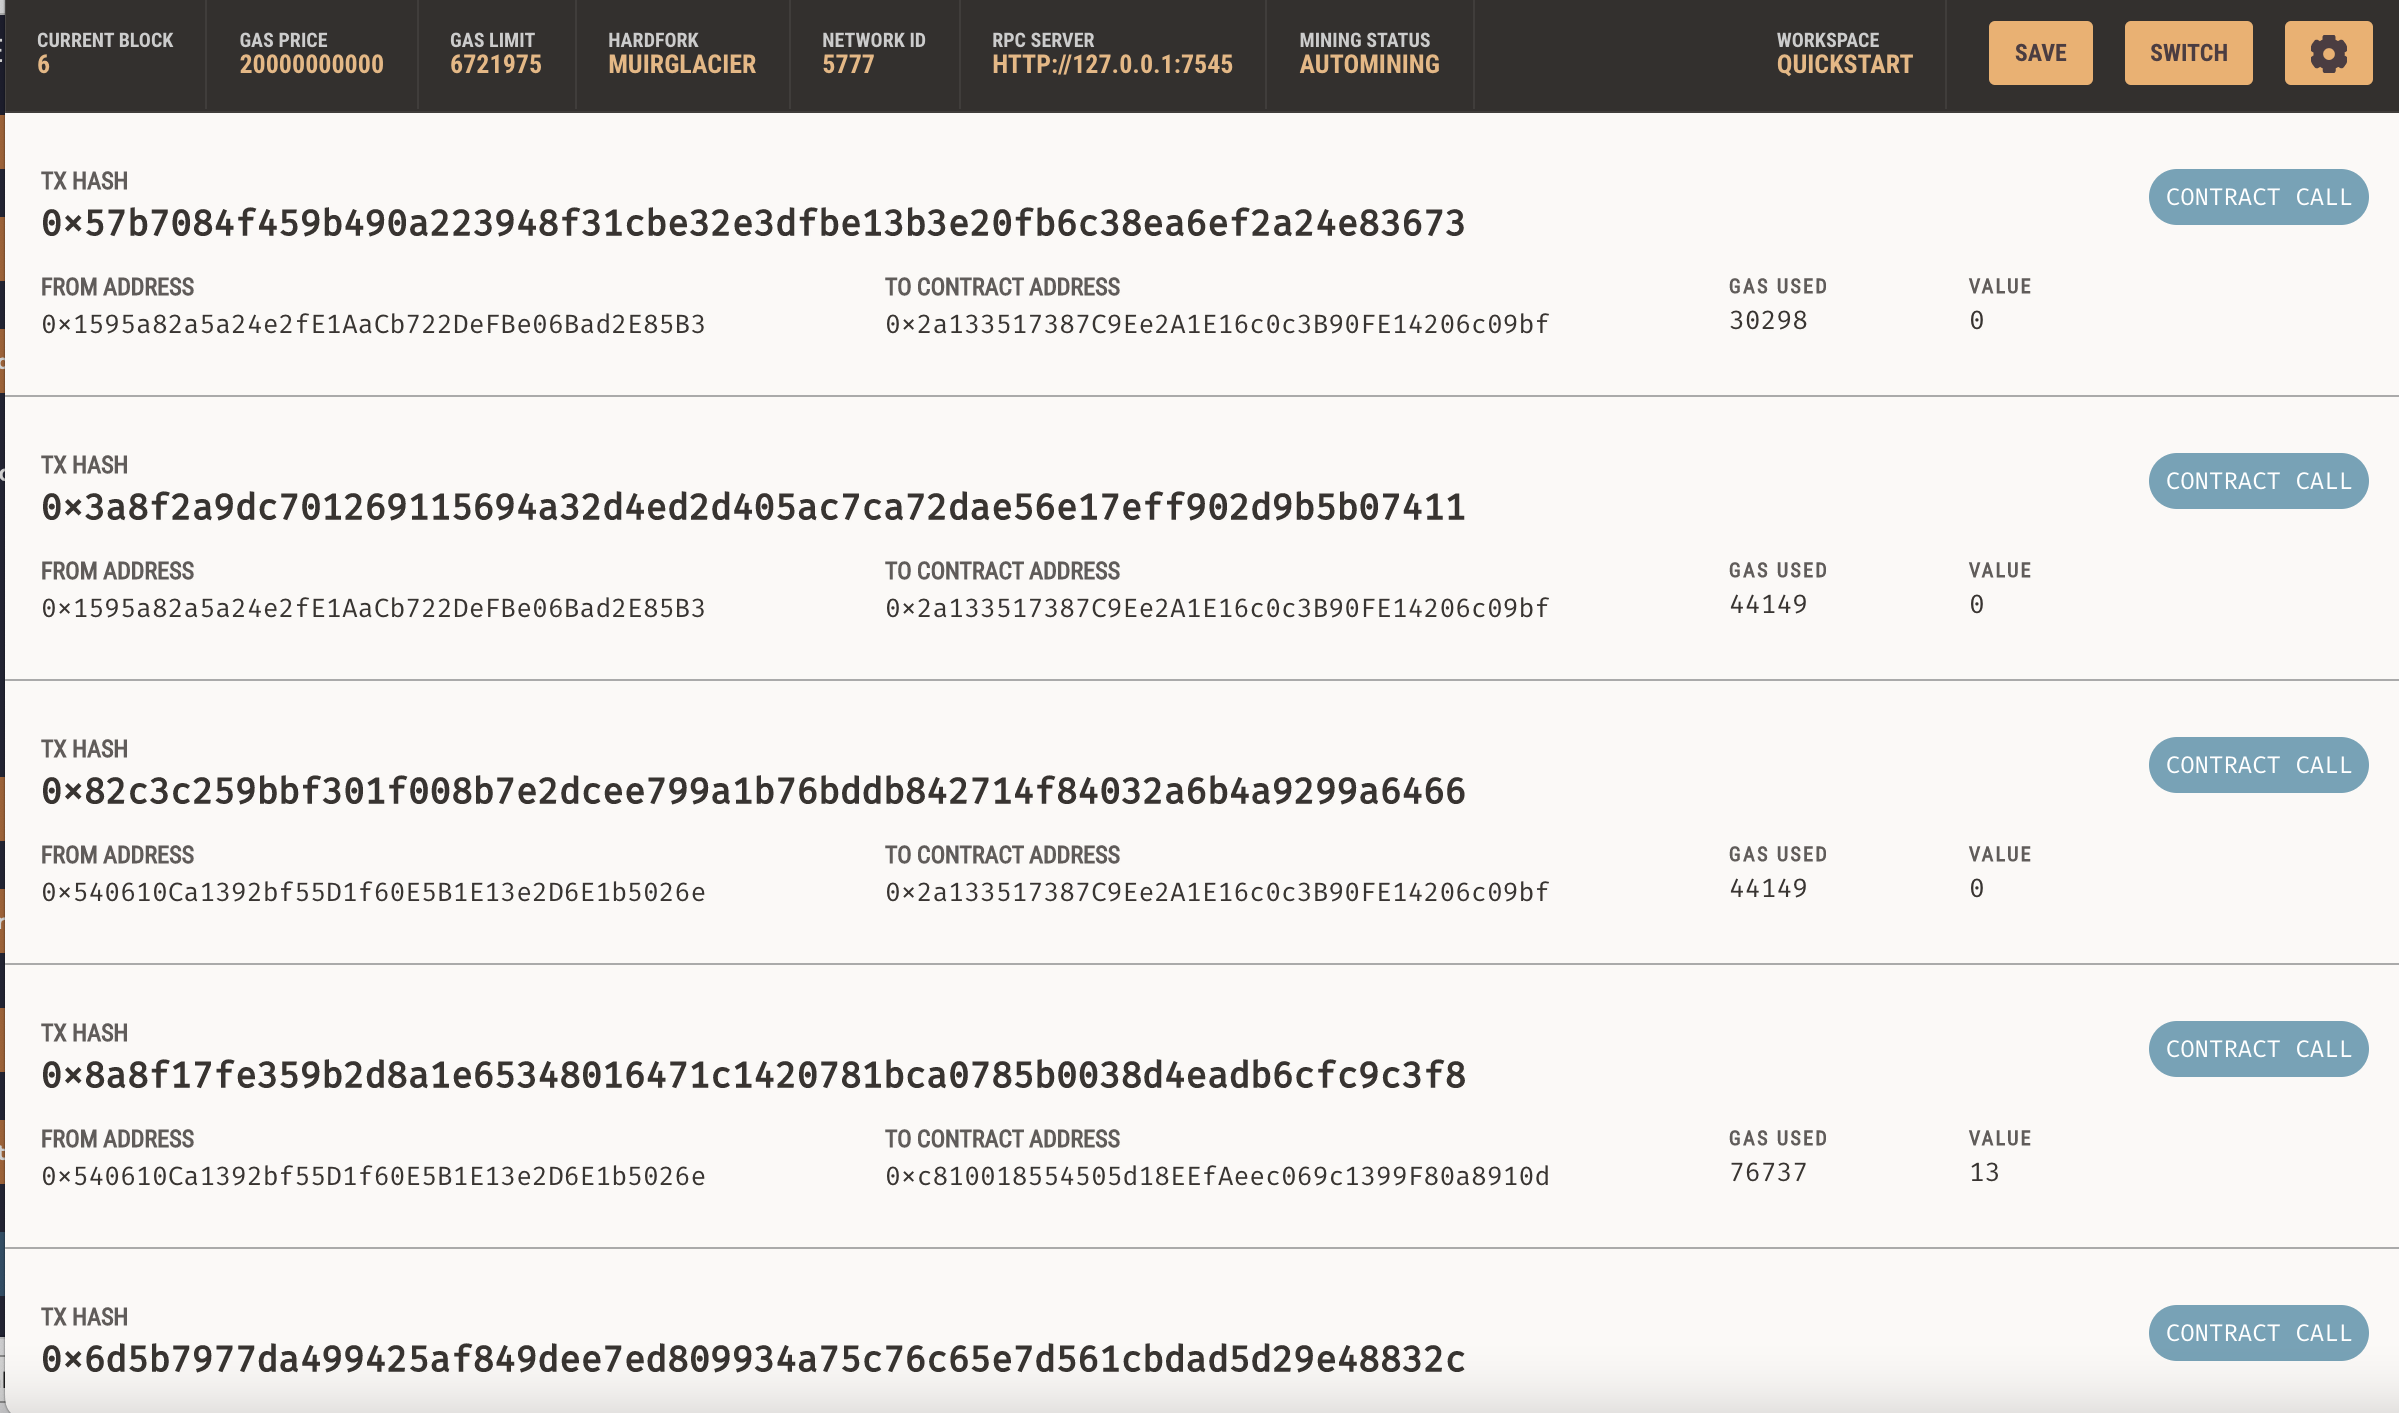 CURRENT BLOCK GAS PRICE GAS LIMIT HARDFORK NETWORK ID RPC SERVER MINING STATUS WORKSPACE
6 20000000000 6721975 MUIRGLACIER 5777 HTTP://127.0.0.1:7545 AUTOMINING QUICKSTART SAVE SWITCH
TX HASH
0×57b7084f459b490a223948f31cbe32e3dfbe13b3e20fb6c38ea6ef2a24e83673 CONTRACT CALL
FROM ADDRESS TO CONTRACT ADDRESS GAS USED VALUE
0×1595a82a5a24e2fE1AaCb722DeFBe06Bad2E85B3 0×2a133517387C9Ee2A1E16c0c3B90FE14206c09bf 30298 0
TX HASH
0×3a8f2a9dc701269115694a32d4ed2d405ac7ca72dae56e17eff902d9b5b07411 CONTRACT CALL
FROM ADDRESS TO CONTRACT ADDRESS GAS USED VALUE
0×1595a82a5a24e2fE1AaCb722DeFBe06Bad2E85B3 0×2a133517387C9Ee2A1E16c0c3B90FE14206c09bf 44149 0
TX HASH
0×82c3c259bbf301f008b7e2dcee799a1b76bddb842714f84032a6b4a9299a6466 CONTRACT CALL
FROM ADDRESS TO CONTRACT ADDRESS GAS USED VALUE
0×540610Ca1392bf55D1f60E5B1E13e2D6E1b5026e 0×2a133517387C9Ee2A1E16c0c3B90FE14206c09bf 44149 0
TX HASH
0×8a8f17fe359b2d8a1e65348016471c1420781bca0785b0038d4eadb6cfc9c3f8 CONTRACT CALL
FROM ADDRESS TO CONTRACT ADDRESS GAS USED VALUE
0×540610Ca1392bf55D1f60E5B1E13e2D6E1b5026e 0×c810018554505d18EEfAeec069c1399F80a8910d 76737 13
TX HASH
0×6d5b7977da499425af849dee7ed809934a75c76c65e7d561cbdad5d29e48832c CONTRACT CALL